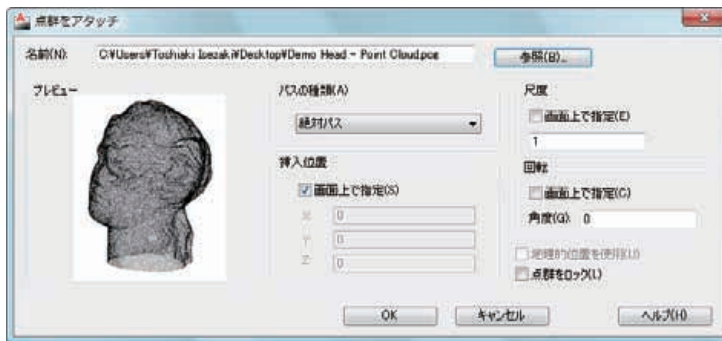 点群をアタッチ
名前(N): C:¥Users¥Toshiaki Isezaki¥Desktop¥Demo Head - Point Cloud.pcg 参照(B)...
プレビュー
パスの種類(A)
絶対パス
挿入位置
画面上で指定(S)
X: 0
Y: 0
Z: 0
尺度
画面上で指定(E)
1
回転
画面上で指定(C)
角度(G): 0
地理的位置を使用(U)
点群をロック(L)
OK キャンセル ヘルプ(H)